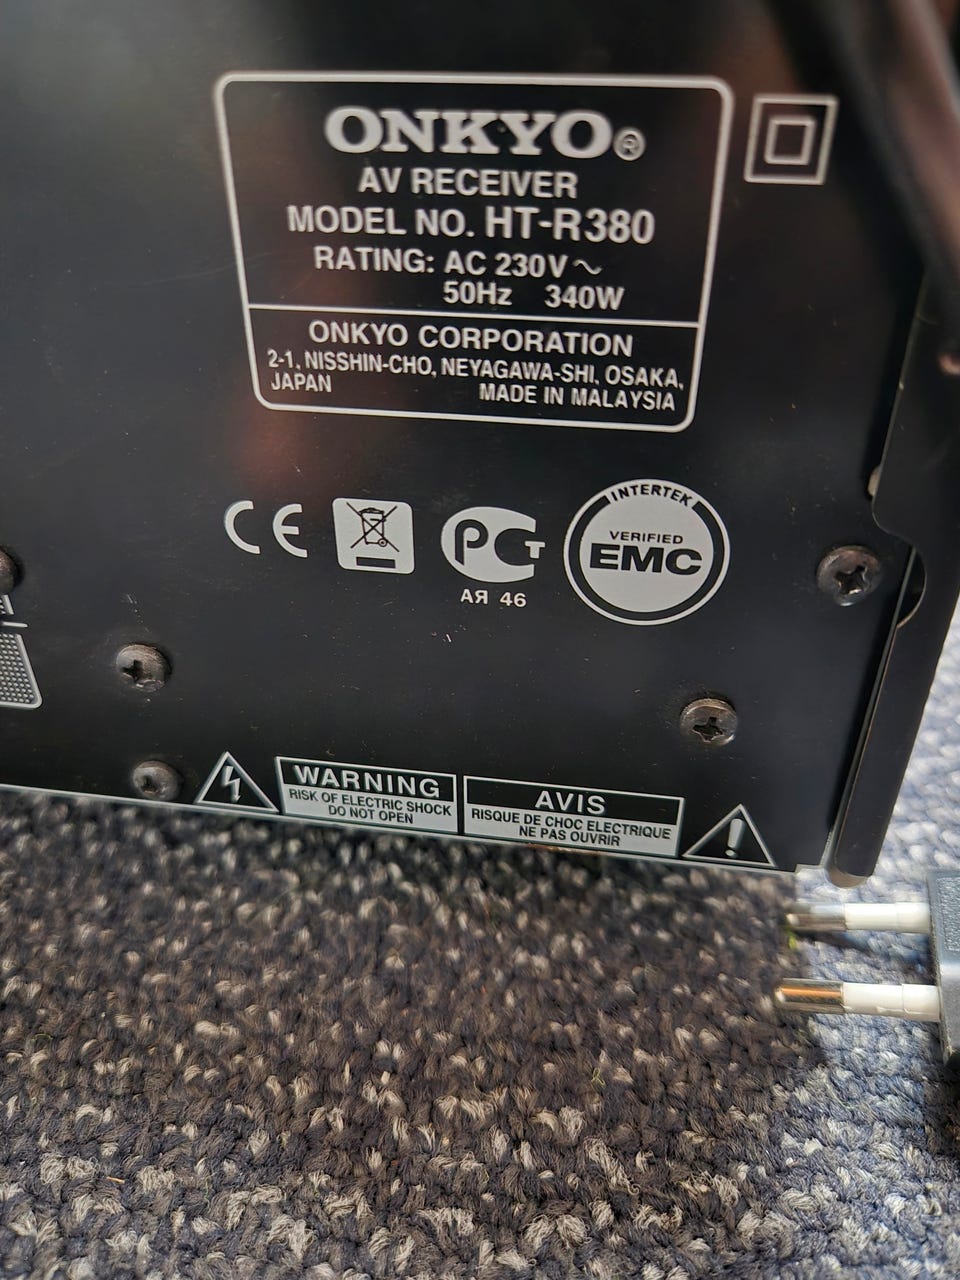 ONKYO®
AV RECEIVER
MODEL NO. HT-R380
RATING: AC 230V ~
50Hz 340W
ONKYO CORPORATION
2-1, NISSHIN-CHO, NEYAGAWA-SHI, OSAKA,
JAPAN MADE IN MALAYSIA
CE
РСТ
АЯ 46
INTERTEK
VERIFIED
EMC
WARNING
RISK OF ELECTRIC SHOCK
DO NOT OPEN
AVIS
RISQUE DE CHOC ELECTRIQUE
NE PAS OUVRIR